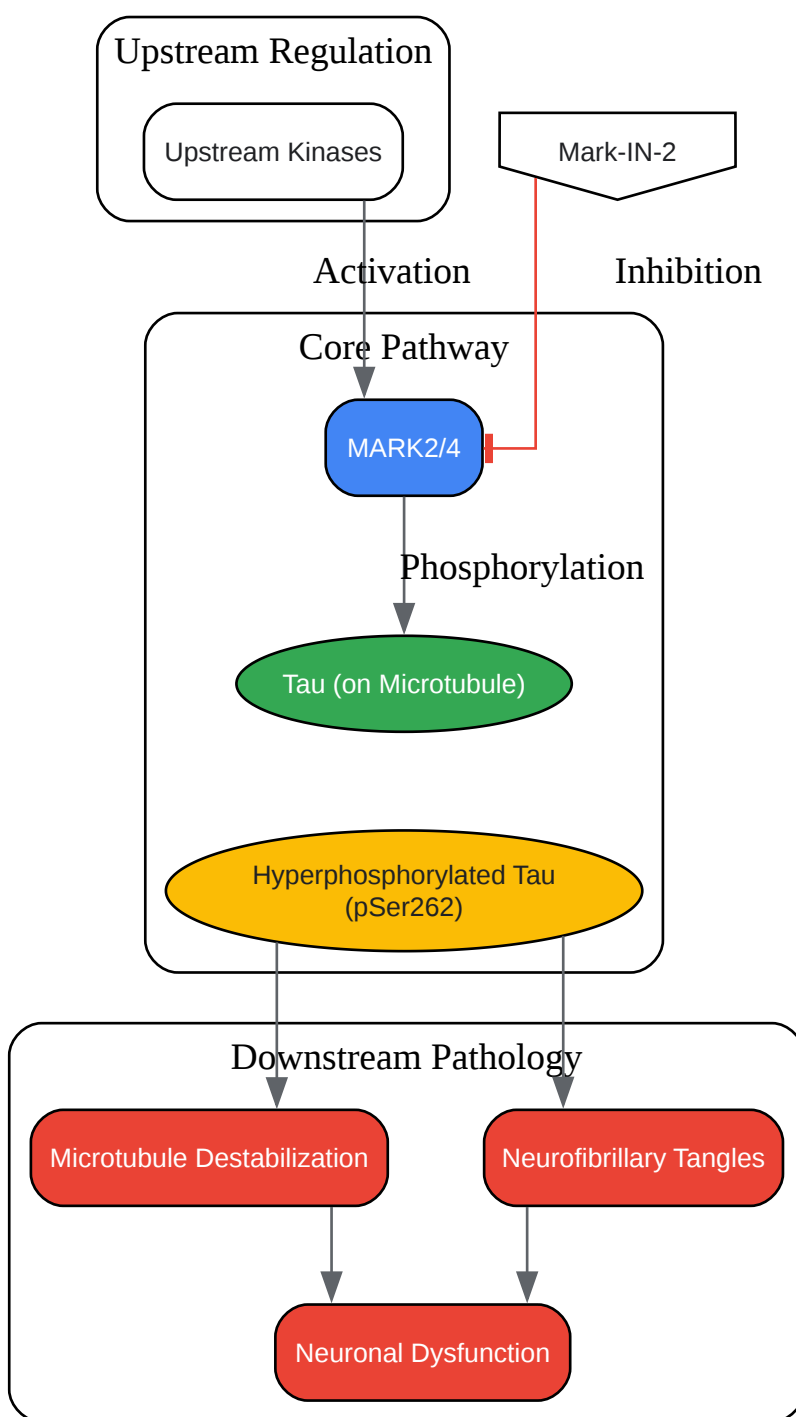 Upstream Regulation
Upstream Kinases
Mark-IN-2
Activation
Inhibition
Core Pathway
MARK2/4
Phosphorylation
Tau (on Microtubule)
Hyperphosphorylated Tau
(pSer262)
Downstream Pathology
Microtubule Destabilization
Neurofibrillary Tangles
Neuronal Dysfunction